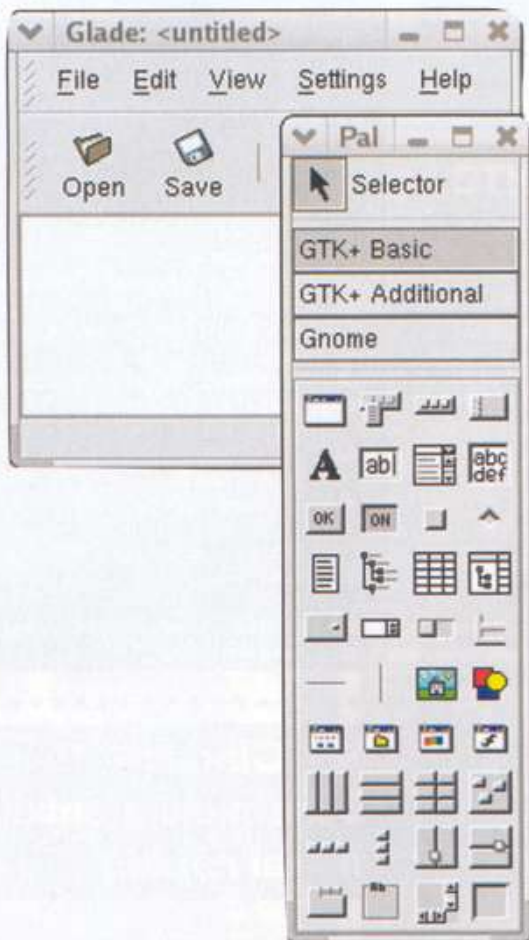 Glade: <untitled>
File Edit View Settings Help
Open Save
Pal
Selector
GTK+ Basic
GTK+ Additional
Gnome
A ab| abc
def
OK ON